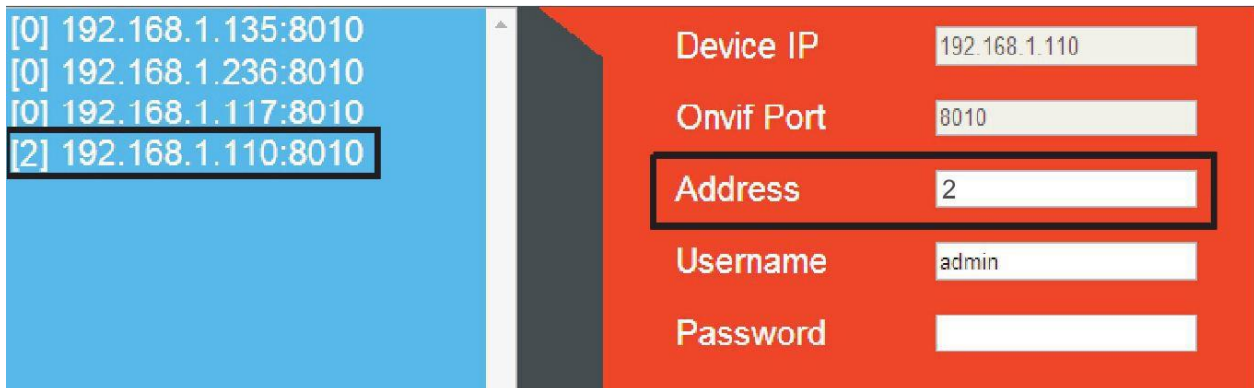 [0] 192.168.1.135:8010
[0] 192.168.1.236:8010
[0] 192.168.1.117:8010
[2] 192.168.1.110:8010
Device IP 192.168.1.110
Onvif Port 8010
Address 2
Username admin
Password